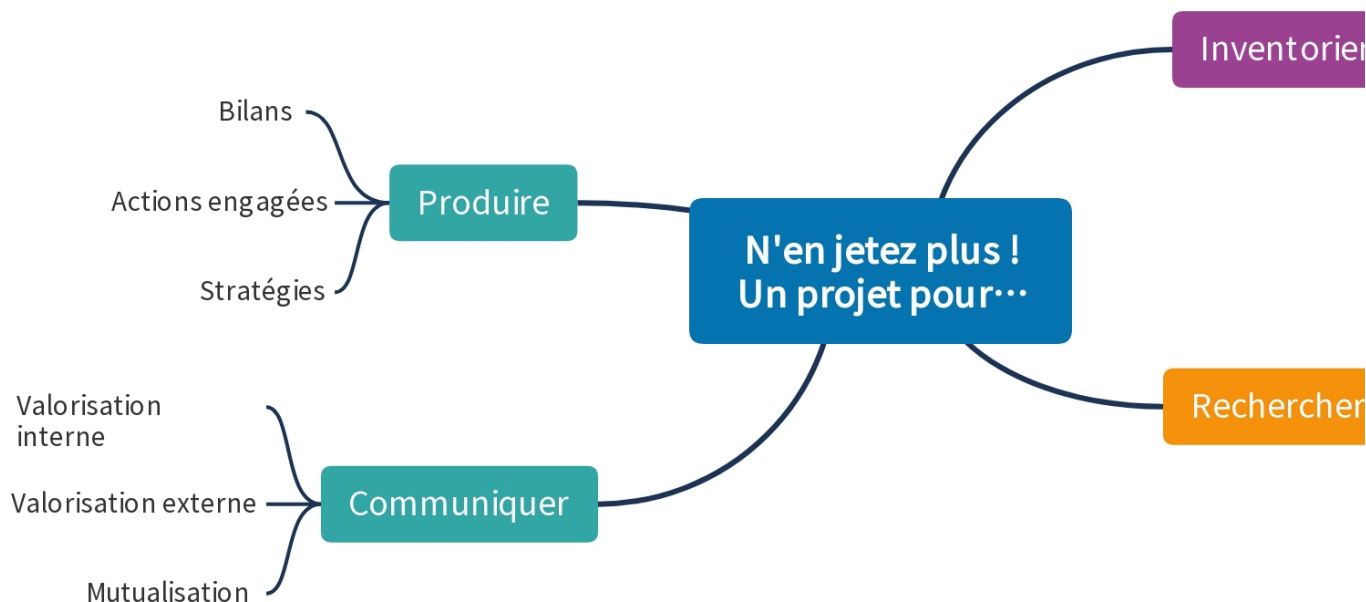 Inventorier
Bilans
Actions engagées
Produire
Stratégies
N'en jetez plus !
Un projet pour…
Valorisation
interne
Rechercher
Valorisation externe
Communiquer
Mutualisation